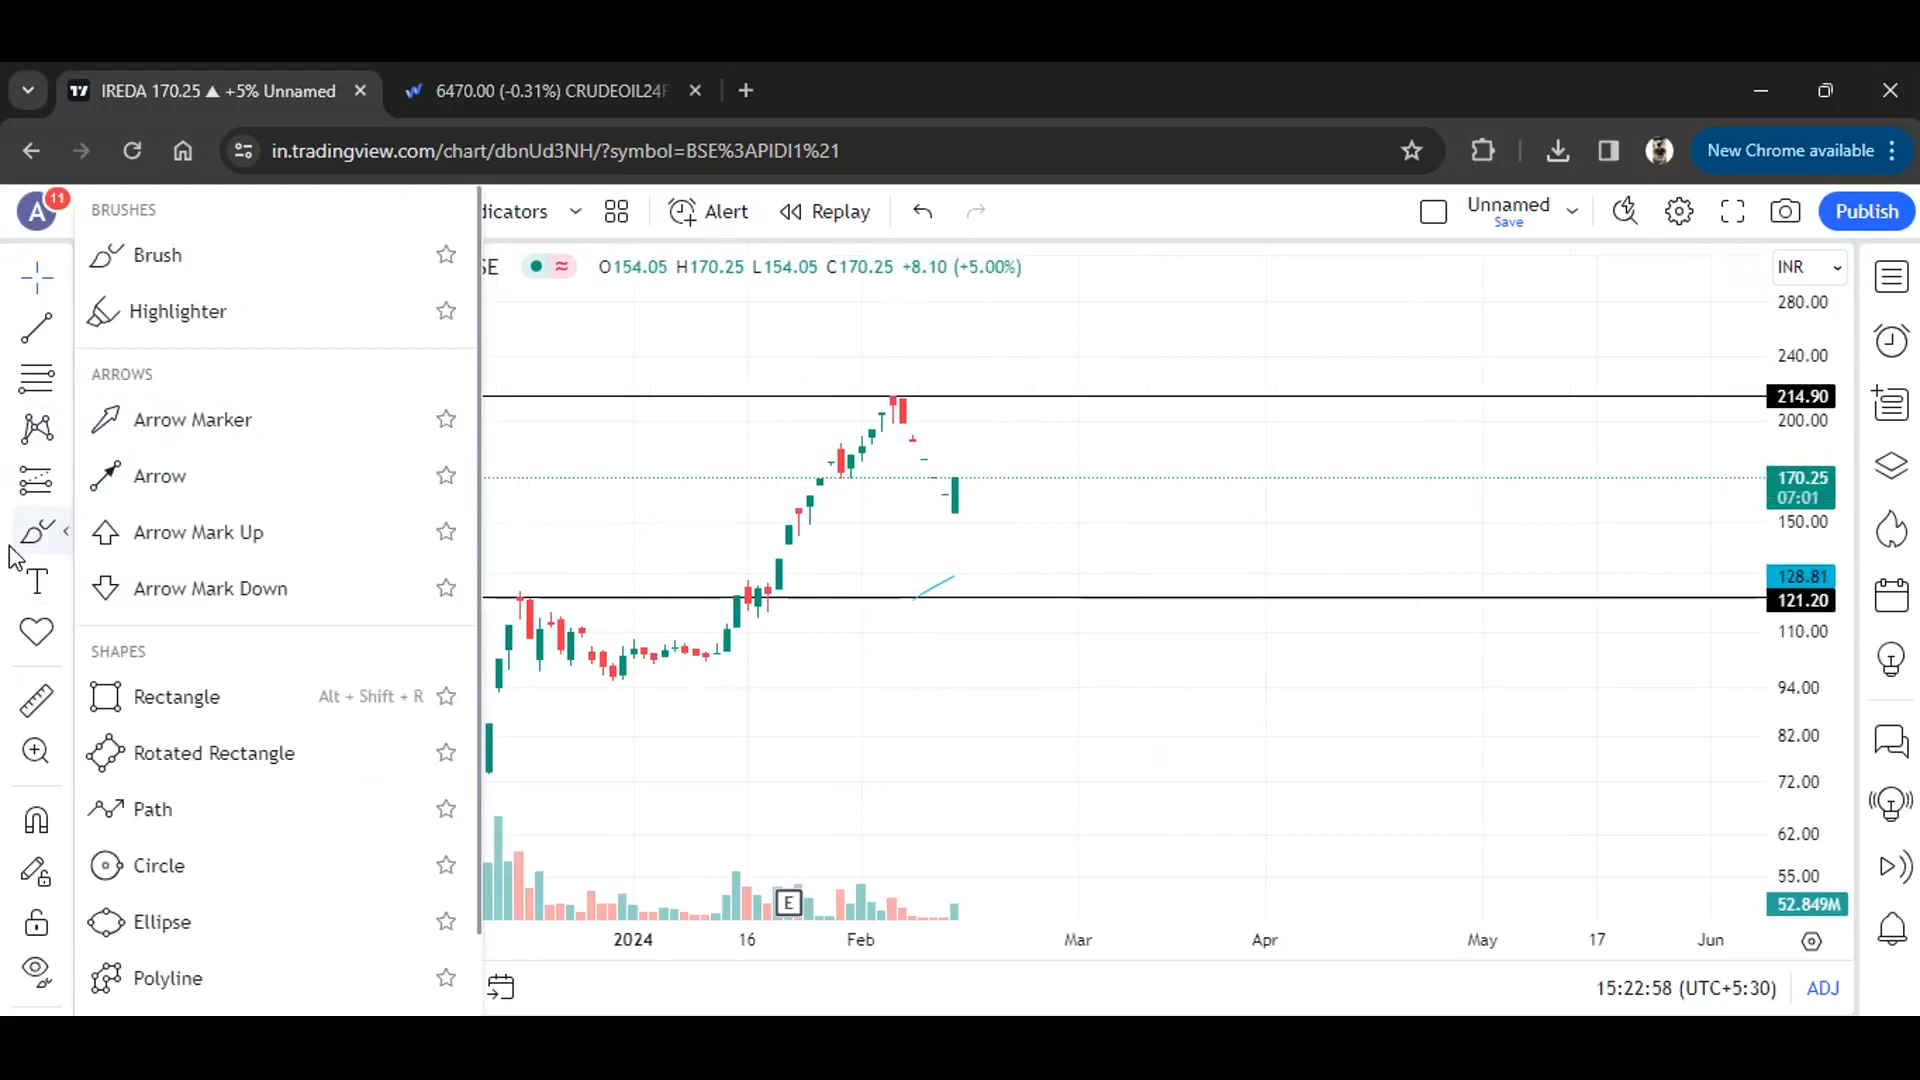 IREDA 170.25 ▲ +5% Unnamed
6470.00 (-0.31%) CRUDEOIL24F
in.tradingview.com/chart/dbnUd3NH/?symbol=BSE%3APIDI1%21
New Chrome available
A 11
dicators
Alert
Replay
Unnamed
Save
Publish
BRUSHES
Brush
Highlighter
ARROWS
Arrow Marker
Arrow
Arrow Mark Up
Arrow Mark Down
SHAPES
Rectangle Alt + Shift + R
Rotated Rectangle
Path
Circle
Ellipse
Polyline
T
SE O154.05 H170.25 L154.05 C170.25 +8.10 (+5.00%)
INR
280.00
240.00
214.90
200.00
170.25
07:01
150.00
128.81
121.20
110.00
94.00
82.00
72.00
62.00
55.00
52.849M
E
2024 16 Feb Mar Apr May 17 Jun
15:22:58 (UTC+5:30) ADJ